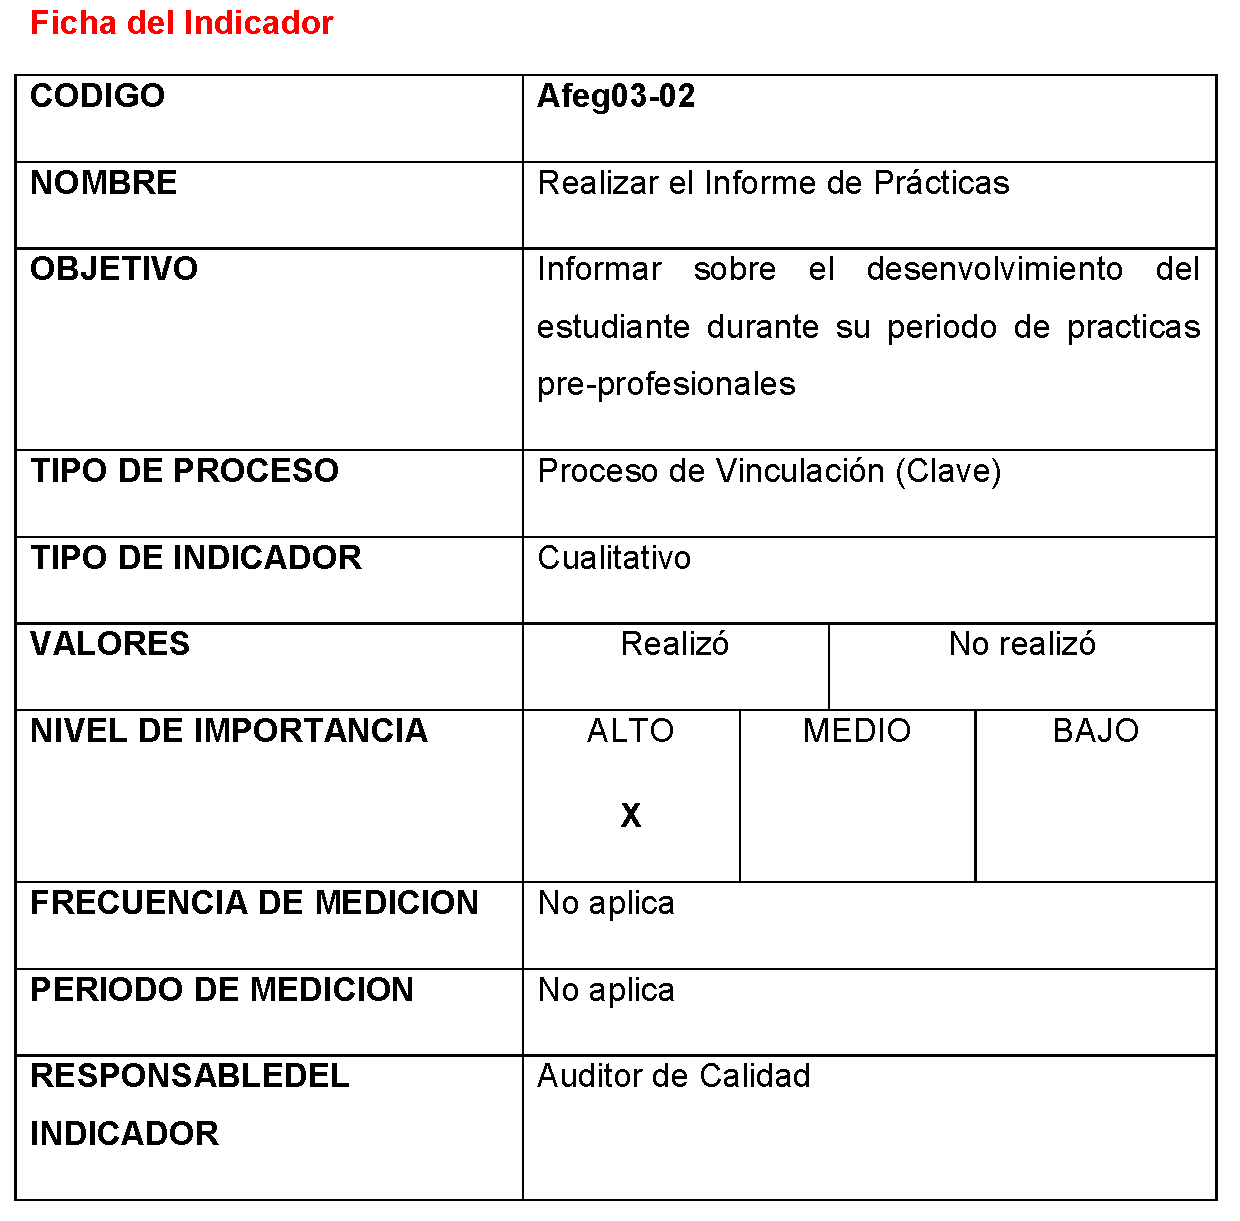 Ficha del Indicador
CODIGO Afeg03-02
NOMBRE Realizar el Informe de Prácticas
OBJETIVO Informar sobre el desenvolvimiento del
estudiante durante su periodo de practicas
pre-profesionales
TIPO DE PROCESO Proceso de Vinculación (Clave)
TIPO DE INDICADOR Cualitativo
VALORES Realizó No realizó
NIVEL DE IMPORTANCIA ALTO MEDIO BAJO
X
FRECUENCIA DE MEDICION No aplica
PERIODO DE MEDICION No aplica
RESPONSABLEDEL Auditor de Calidad
INDICADOR